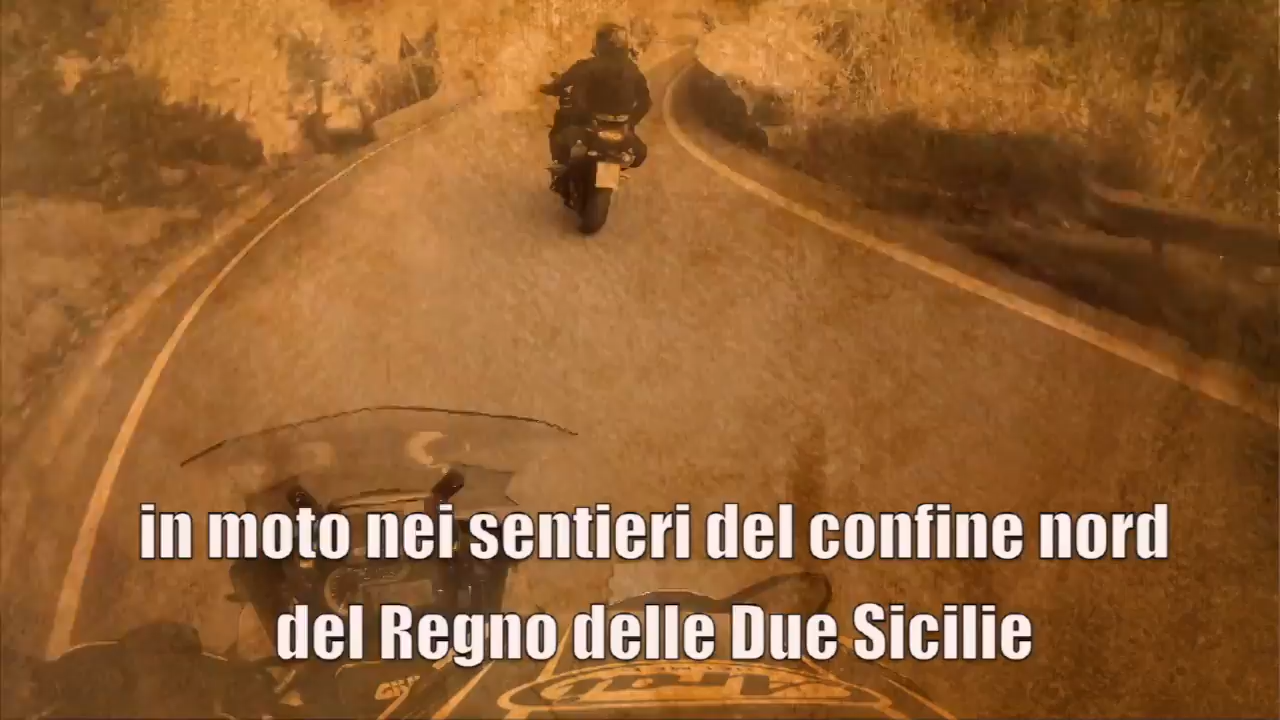 in moto nei sentieri del confine nord
del Regno delle Due Sicilie